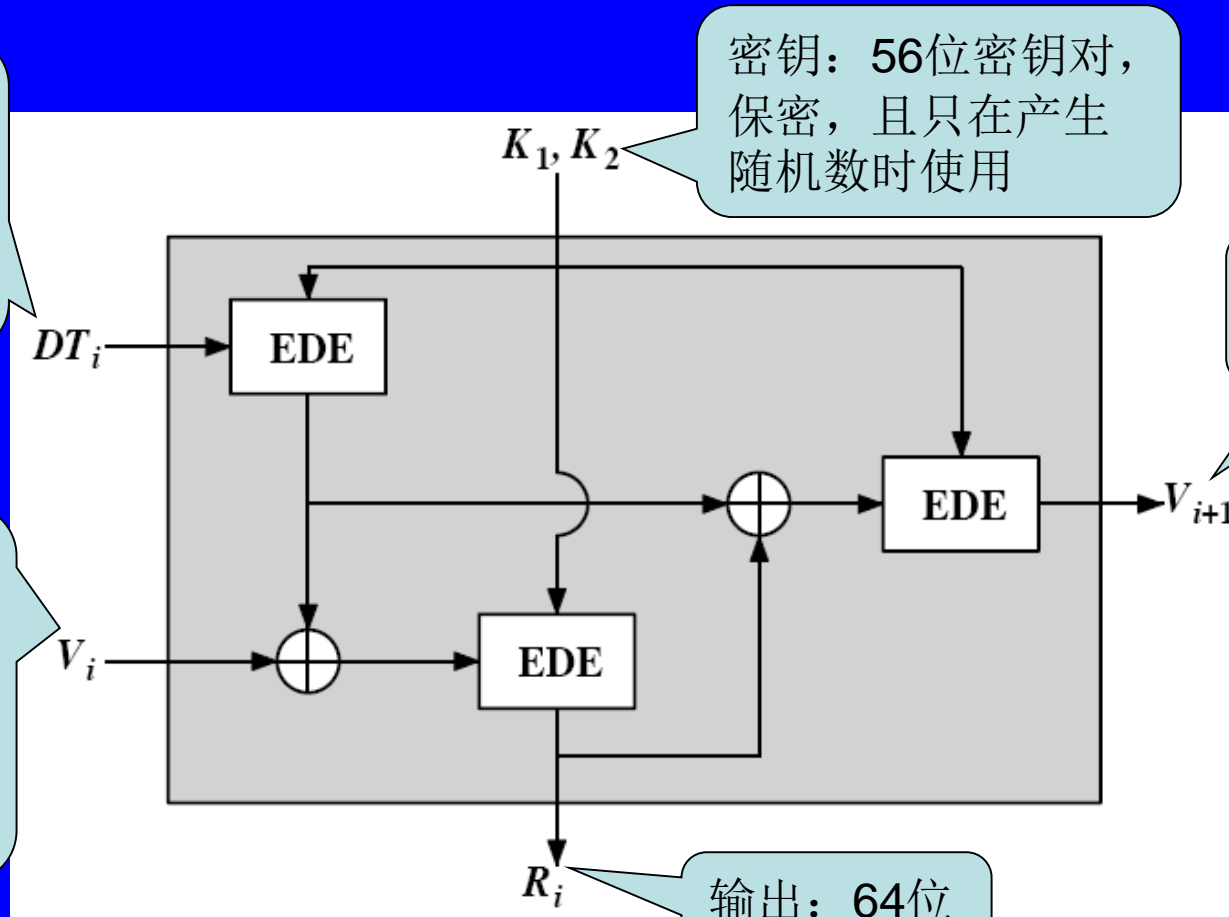 密钥：56位密钥对，
保密，且只在产生
随机数时使用
K1, K2
EDE
DTi
EDE
Vi+1
Vi
EDE
Ri
输出：64位